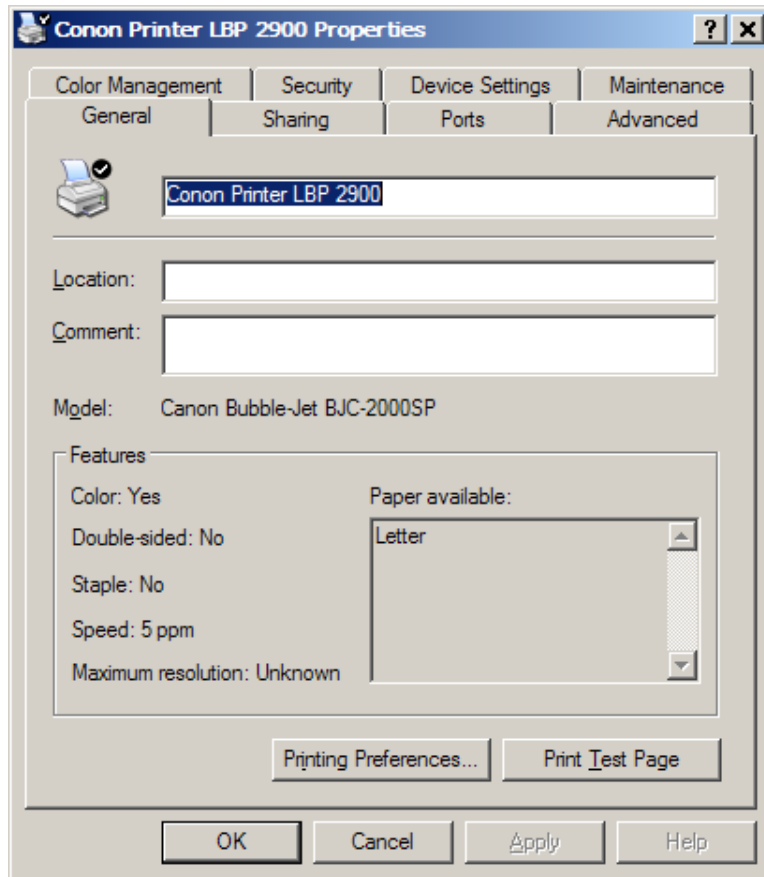 Conon Printer LBP 2900 Properties
Color Management Security Device Settings Maintenance
General Sharing Ports Advanced
Conon Printer LBP 2900
Location:
Comment:
Model: Canon Bubble-Jet BJC-2000SP
Features
Color: Yes Paper available:
Double-sided: No Letter
Staple: No
Speed: 5 ppm
Maximum resolution: Unknown
Printing Preferences... Print Test Page
OK Cancel Apply Help